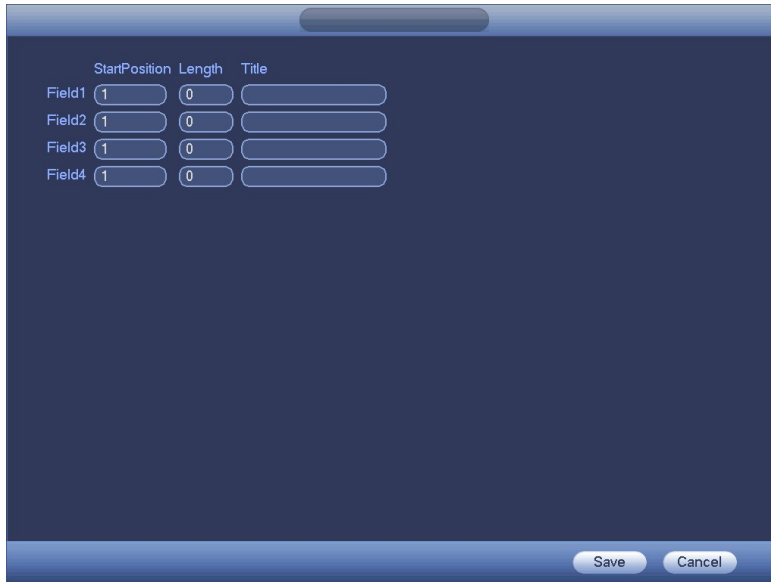 StartPosition Length Title
Field1 1 0
Field2 1 0
Field3 1 0
Field4 1 0
Save Cancel